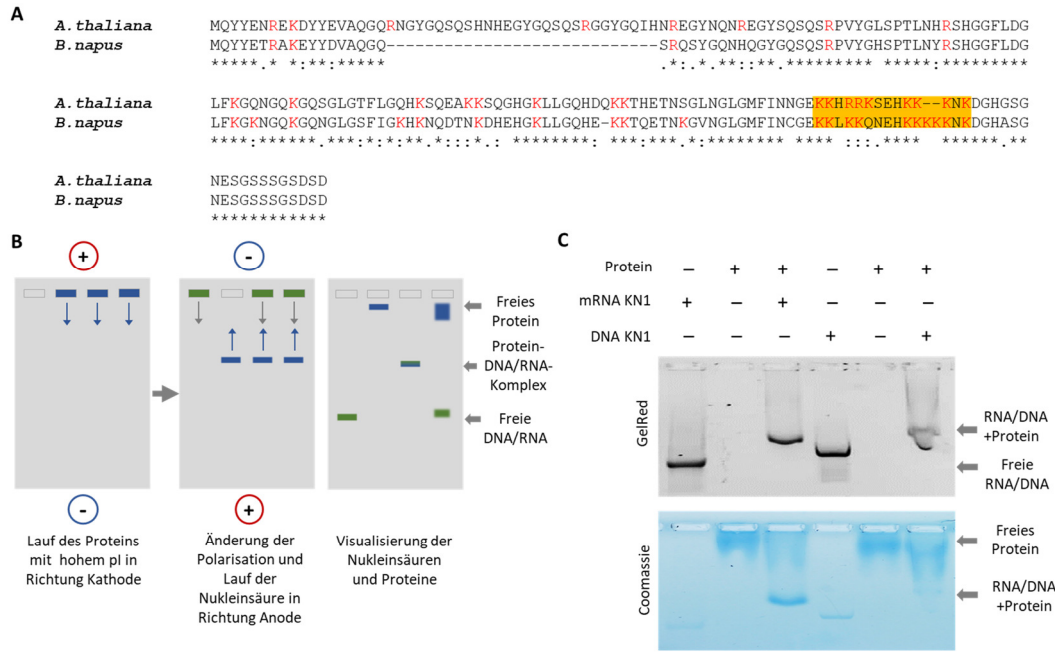 A
A.thaliana MQYYENREKDYYEVAQGQRNGYGQSQSHNHEGYGQSQSRGGYGQIHNREGYNQNREGYSQSQSRPVYGLSPTLNHRSHGGFLDG
B.napus MQYYETRAKEYYDVAQGQ----------------------------SRQSYGQNHQGYGQSQSRPVYGHSPTLNYRSHGGFLDG
*****.* *:**:***** .*:.*.**::**.********* *****:*********
A.thaliana LFKGQNGQKGQSGLGTFLGQHKSQEAKKSQGHGKLLGQHDQKKTHETNSGLNGLGMFINNGEKKHRRKSEHKK--KNKDGHGSG
B.napus LFKGKNGQKGQNGLGSFIGKHKNQDTNKDHEHGKLLGQHE-KKTQETNKGVNGLGMFINCGEKKLKKQNEHKKKKKNKDGHASG
****:******.***:*:*:**.*:::*.: ********: ***:***.*:******** **** :::.**** ******.**
A.thaliana NESGSSSGSDSD
B.napus NESGSSSGSDSD
************
B
+
-
-
+
Lauf des Proteins
mit hohem pI in
Richtung Kathode
Änderung der
Polarisation und
Lauf der
Nukleinsäure in
Richtung Anode
Visualisierung der
Nukleinsäuren
und Proteine
Freies
Protein
Protein-
DNA/RNA-
Komplex
Freie
DNA/RNA
C
Protein – + + – + +
mRNA KN1 + – + – – –
DNA KN1 – – – + – +
GelRed
RNA/DNA
+Protein
Freie
RNA/DNA
Coomassie
Freies
Protein
RNA/DNA
+Protein